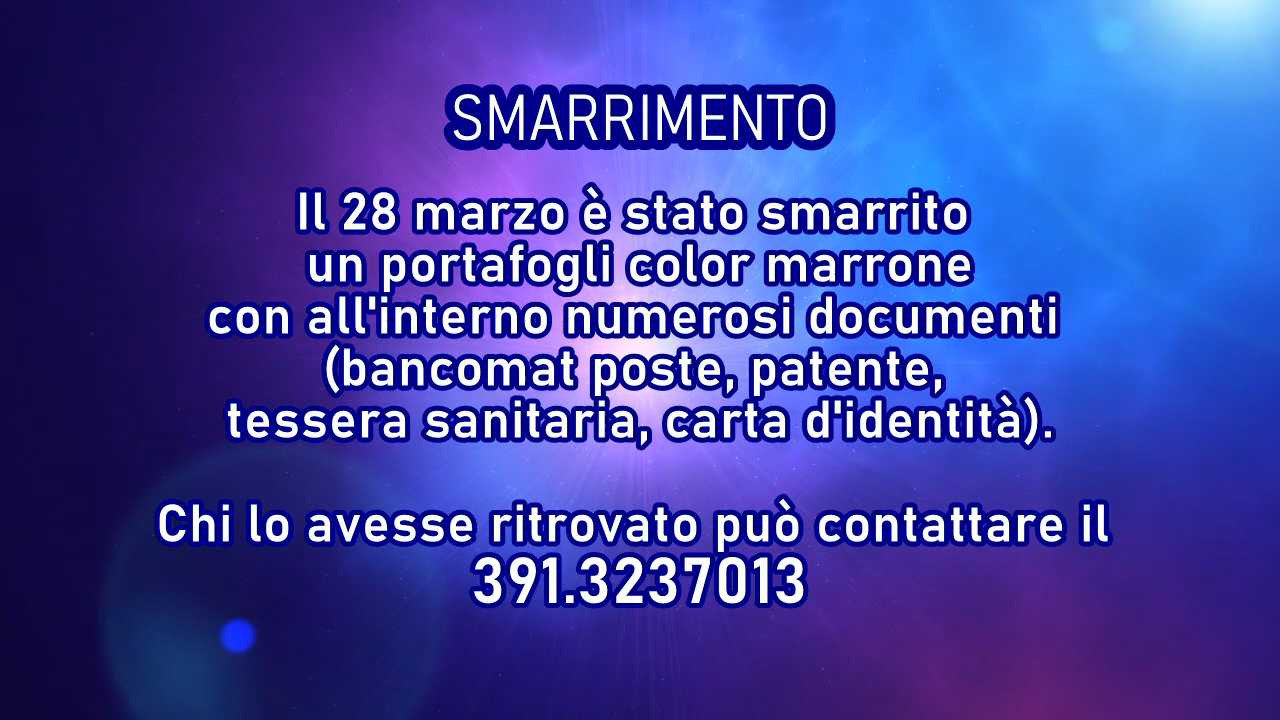 SMARRIMENTO
Il 28 marzo è stato smarrito
un portafogli color marrone
con all'interno numerosi documenti
(bancomat poste, patente,
tessera sanitaria, carta d'identità).
Chi lo avesse ritrovato può contattare il
391.3237013